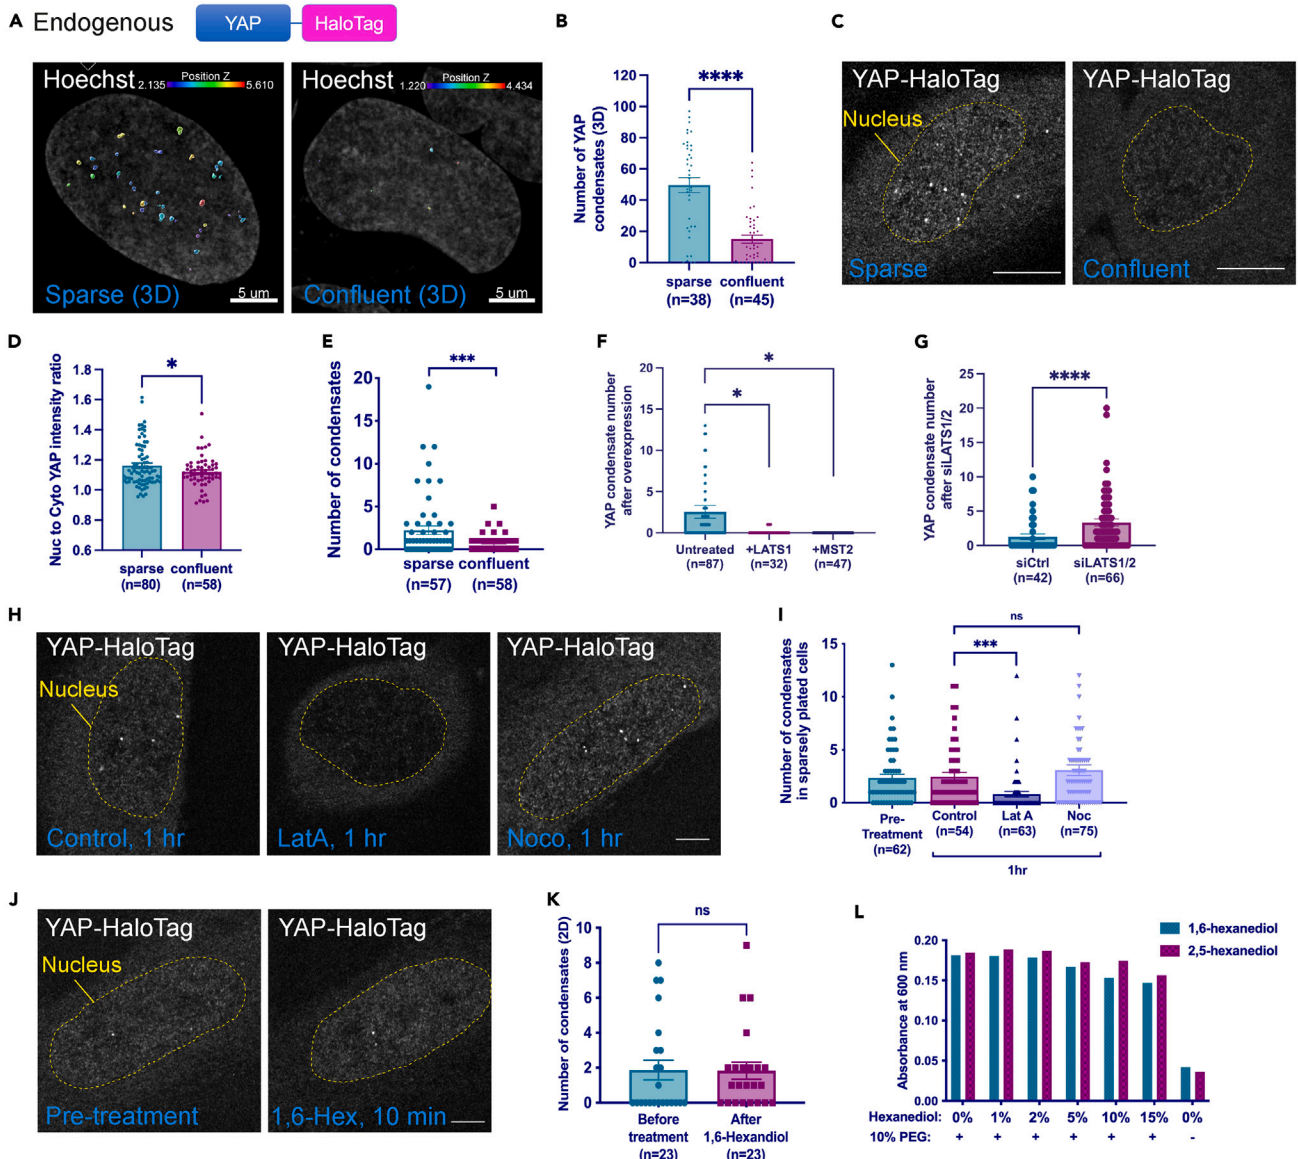 A Endogenous YAP HaloTag
Hoechst
Position Z
2.135 5.610
Sparse (3D)
5 um
Hoechst
Position Z
1.220 4.434
Confluent (3D)
5 um
B
Number of YAP
condensates (3D)
120
100
80
60
40
20
0
****
sparse confluent
(n=38) (n=45)
C
YAP-HaloTag
Nucleus
Sparse
YAP-HaloTag
Confluent
D
Nuc to Cyto YAP intensity ratio
1.8
1.6
1.4
1.2
1.0
0.8
0.6
*
sparse confluent
(n=80) (n=58)
E
Number of condensates
20
15
10
5
0
***
sparse confluent
(n=57) (n=58)
F
YAP condensate number
after overexpression
20
15
10
5
0
*
*
Untreated +LATS1 +MST2
(n=87) (n=32) (n=47)
G
YAP condensate number
after siLATS1/2
25
20
15
10
5
0
****
siCtrl siLATS1/2
(n=42) (n=66)
H
YAP-HaloTag
Nucleus
Control, 1 hr
YAP-HaloTag
LatA, 1 hr
YAP-HaloTag
Noco, 1 hr
I
Number of condensates
in sparsely plated cells
15
10
5
0
ns
***
Pre-
Treatment
(n=62)
Control
(n=54)
Lat A
(n=63)
Noc
(n=75)
1hr
J
YAP-HaloTag
Nucleus
Pre-treatment
YAP-HaloTag
1,6-Hex, 10 min
K
Number of condensates (2D)
10
8
6
4
2
0
ns
Before
treatment
(n=23)
After
1,6-Hexandiol
(n=23)
L
1,6-hexanediol
2,5-hexanediol
Absorbance at 600 nm
0.20
0.15
0.10
0.05
0.00
Hexanediol: 0% 1% 2% 5% 10% 15% 0%
10% PEG: + + + + + + -